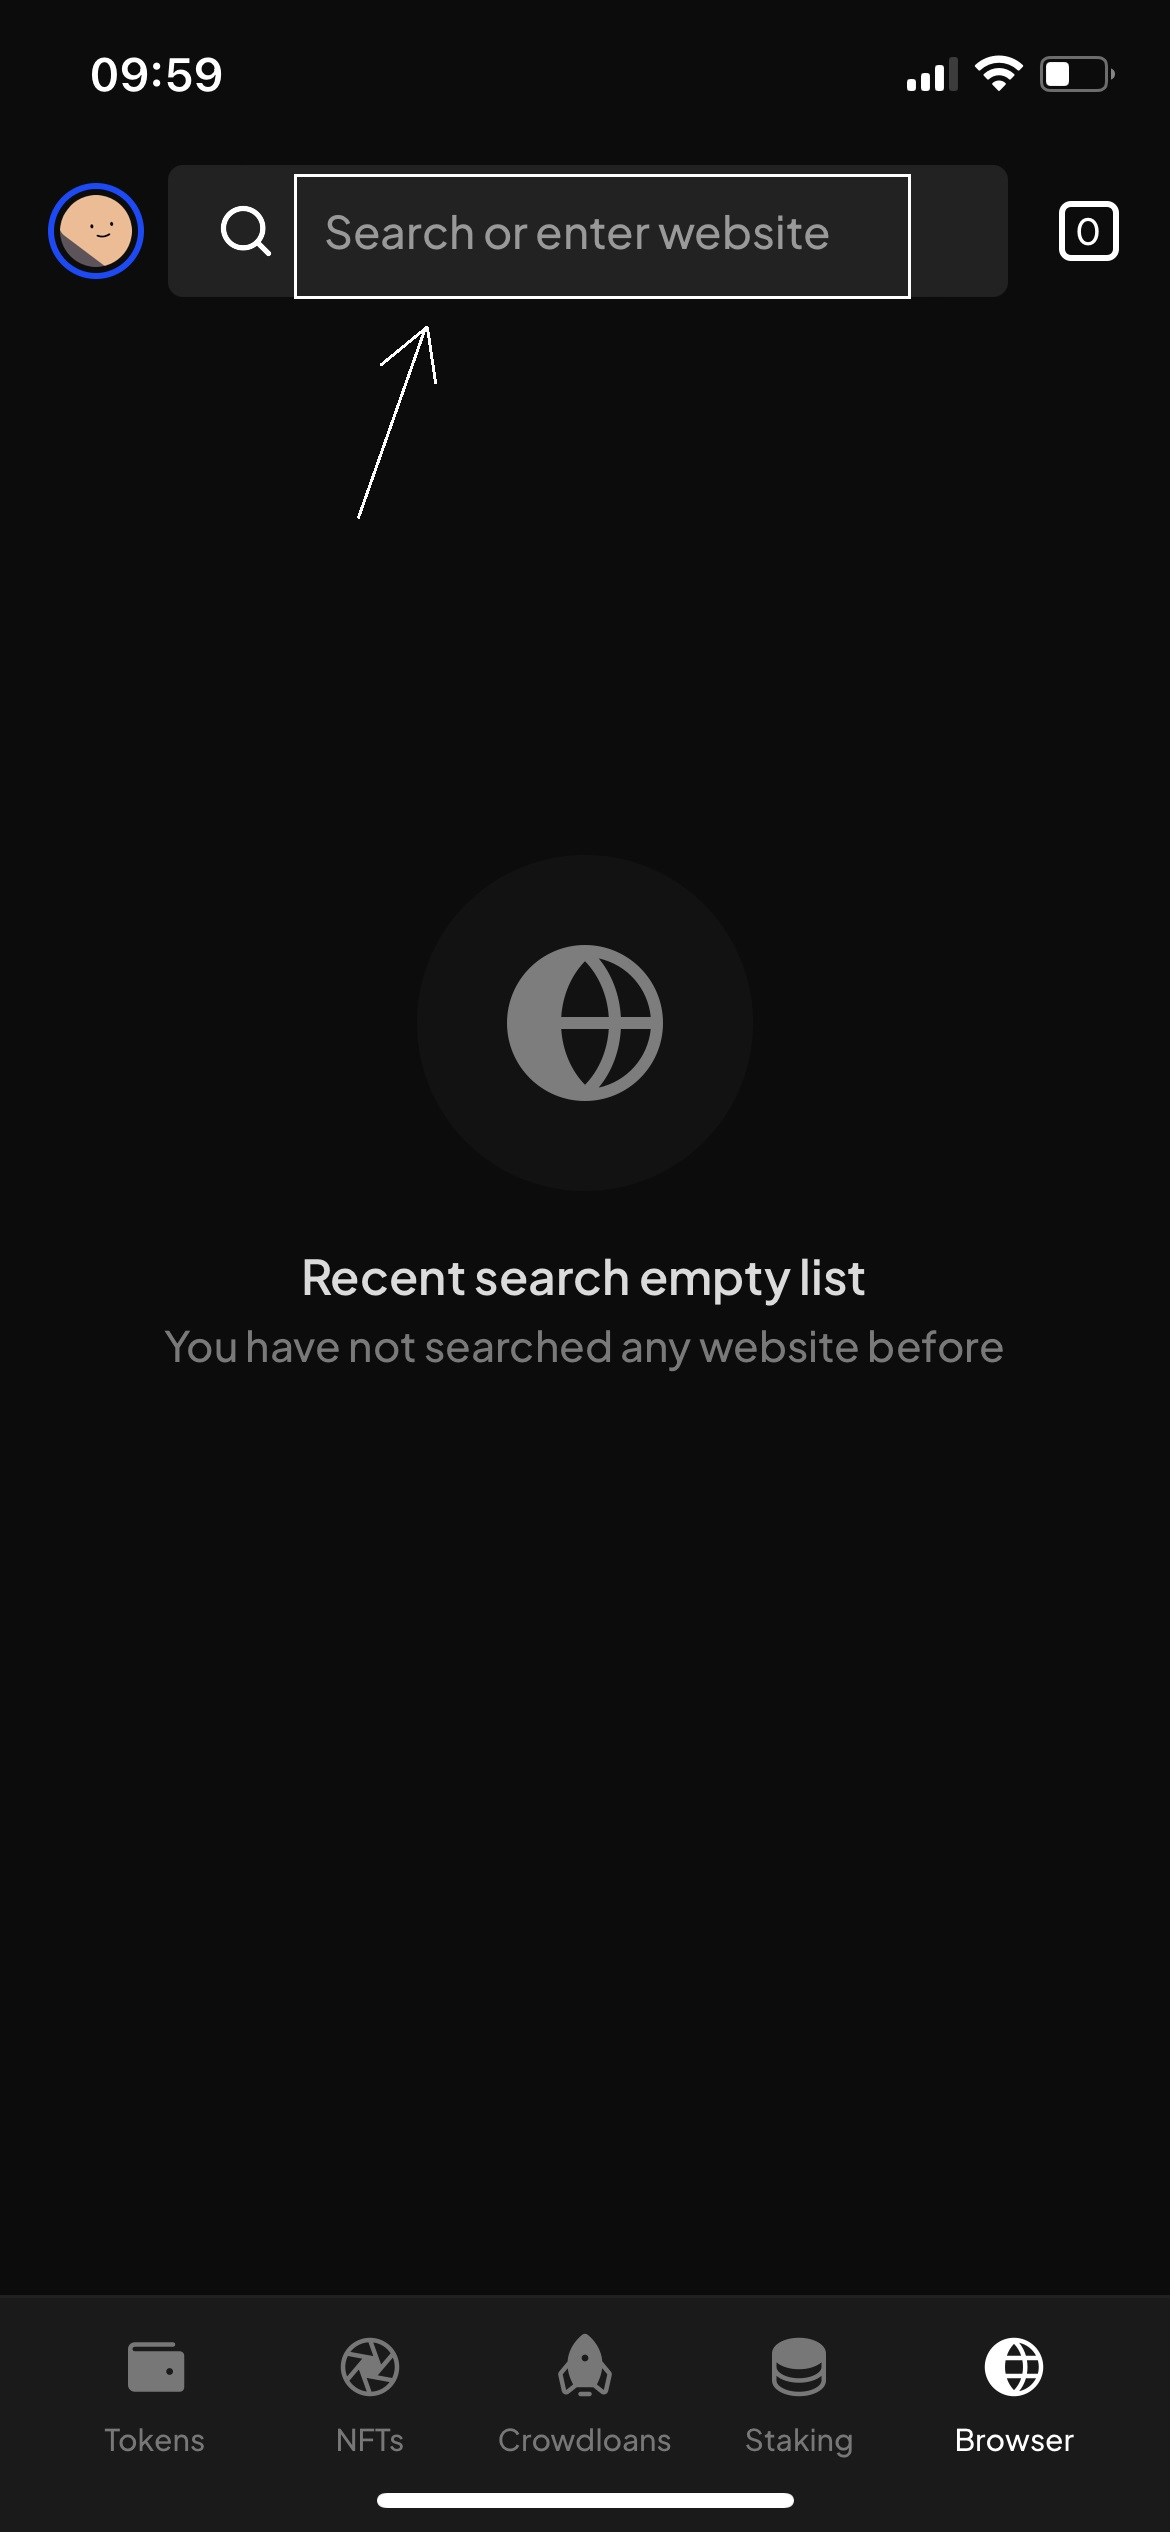 09:59
Search or enter website
0
Recent search empty list
You have not searched any website before
Tokens
NFTs
Crowdloans
Staking
Browser